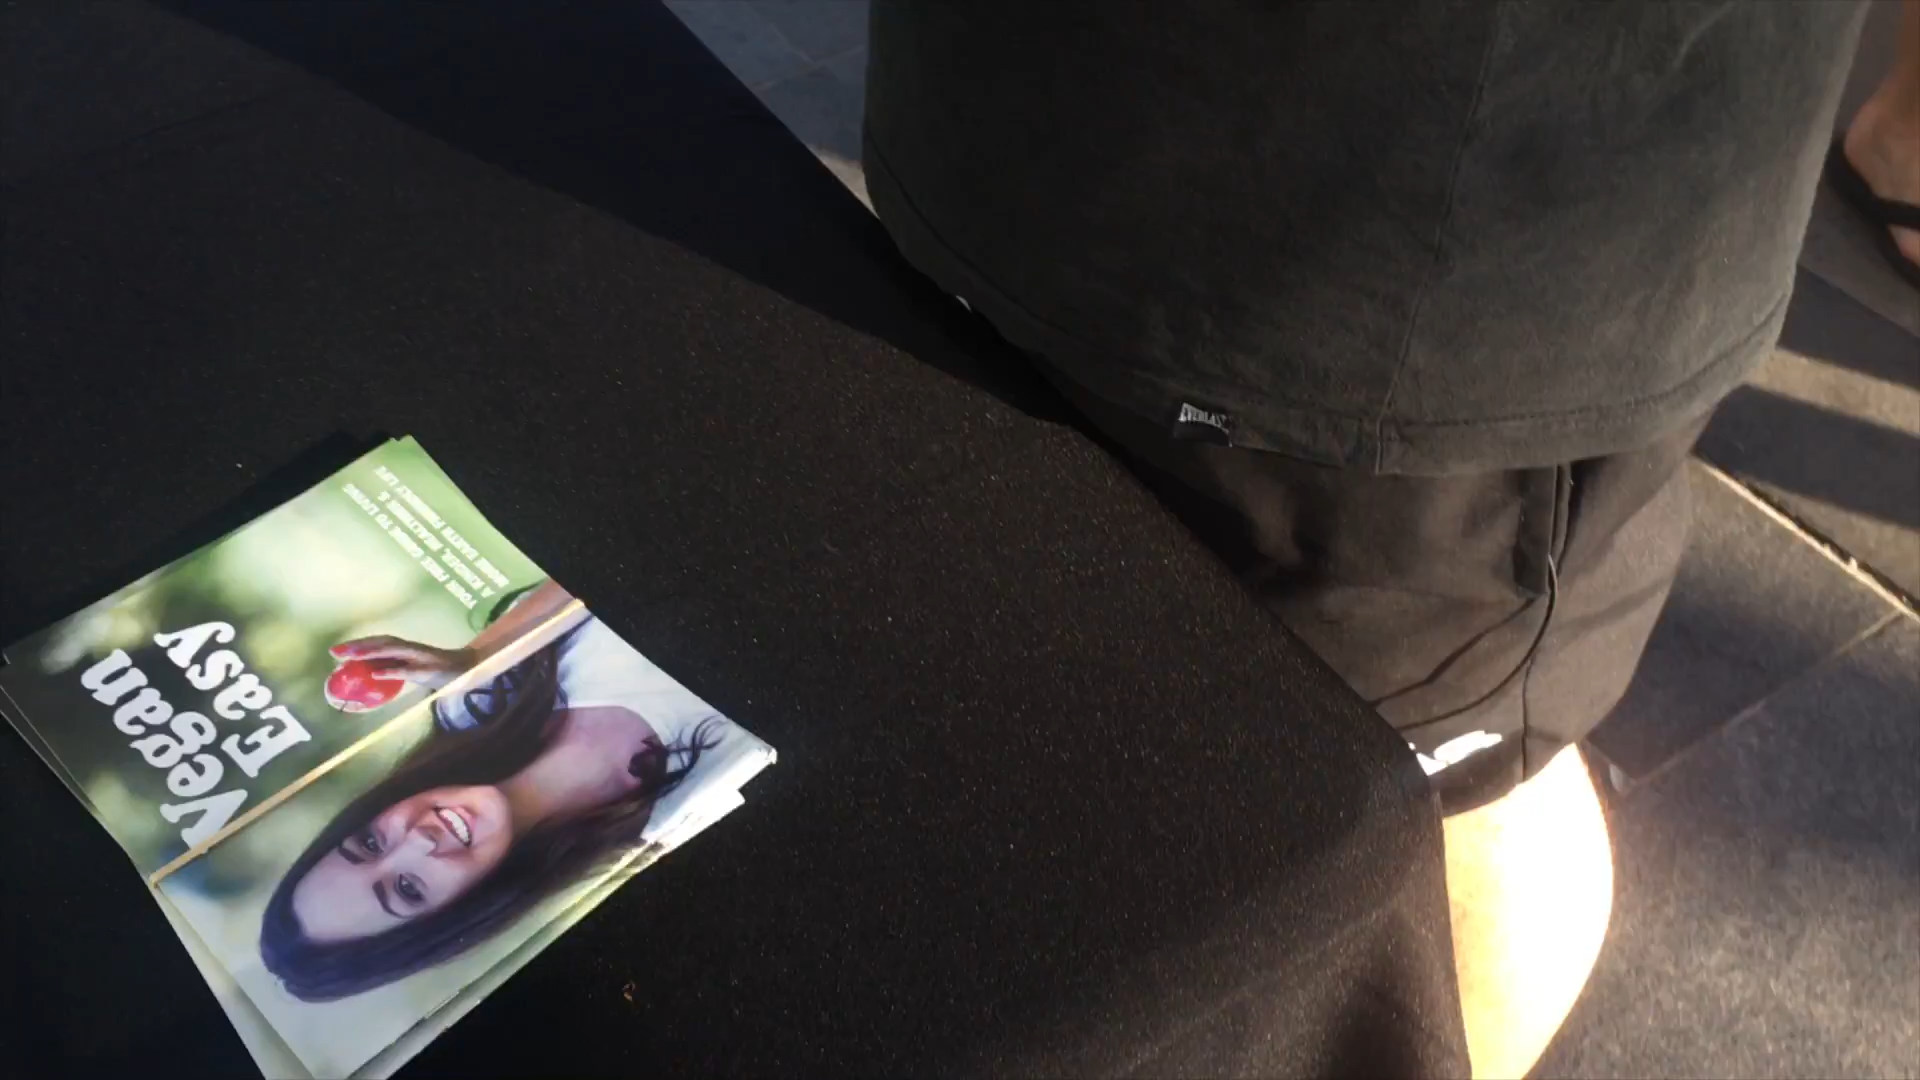 Vegan
Easy
YOUR FREE GUIDE TO LIVING
A KINDER, HEALTHIER &
MORE EARTH FRIENDLY LIFE
EVERLAST